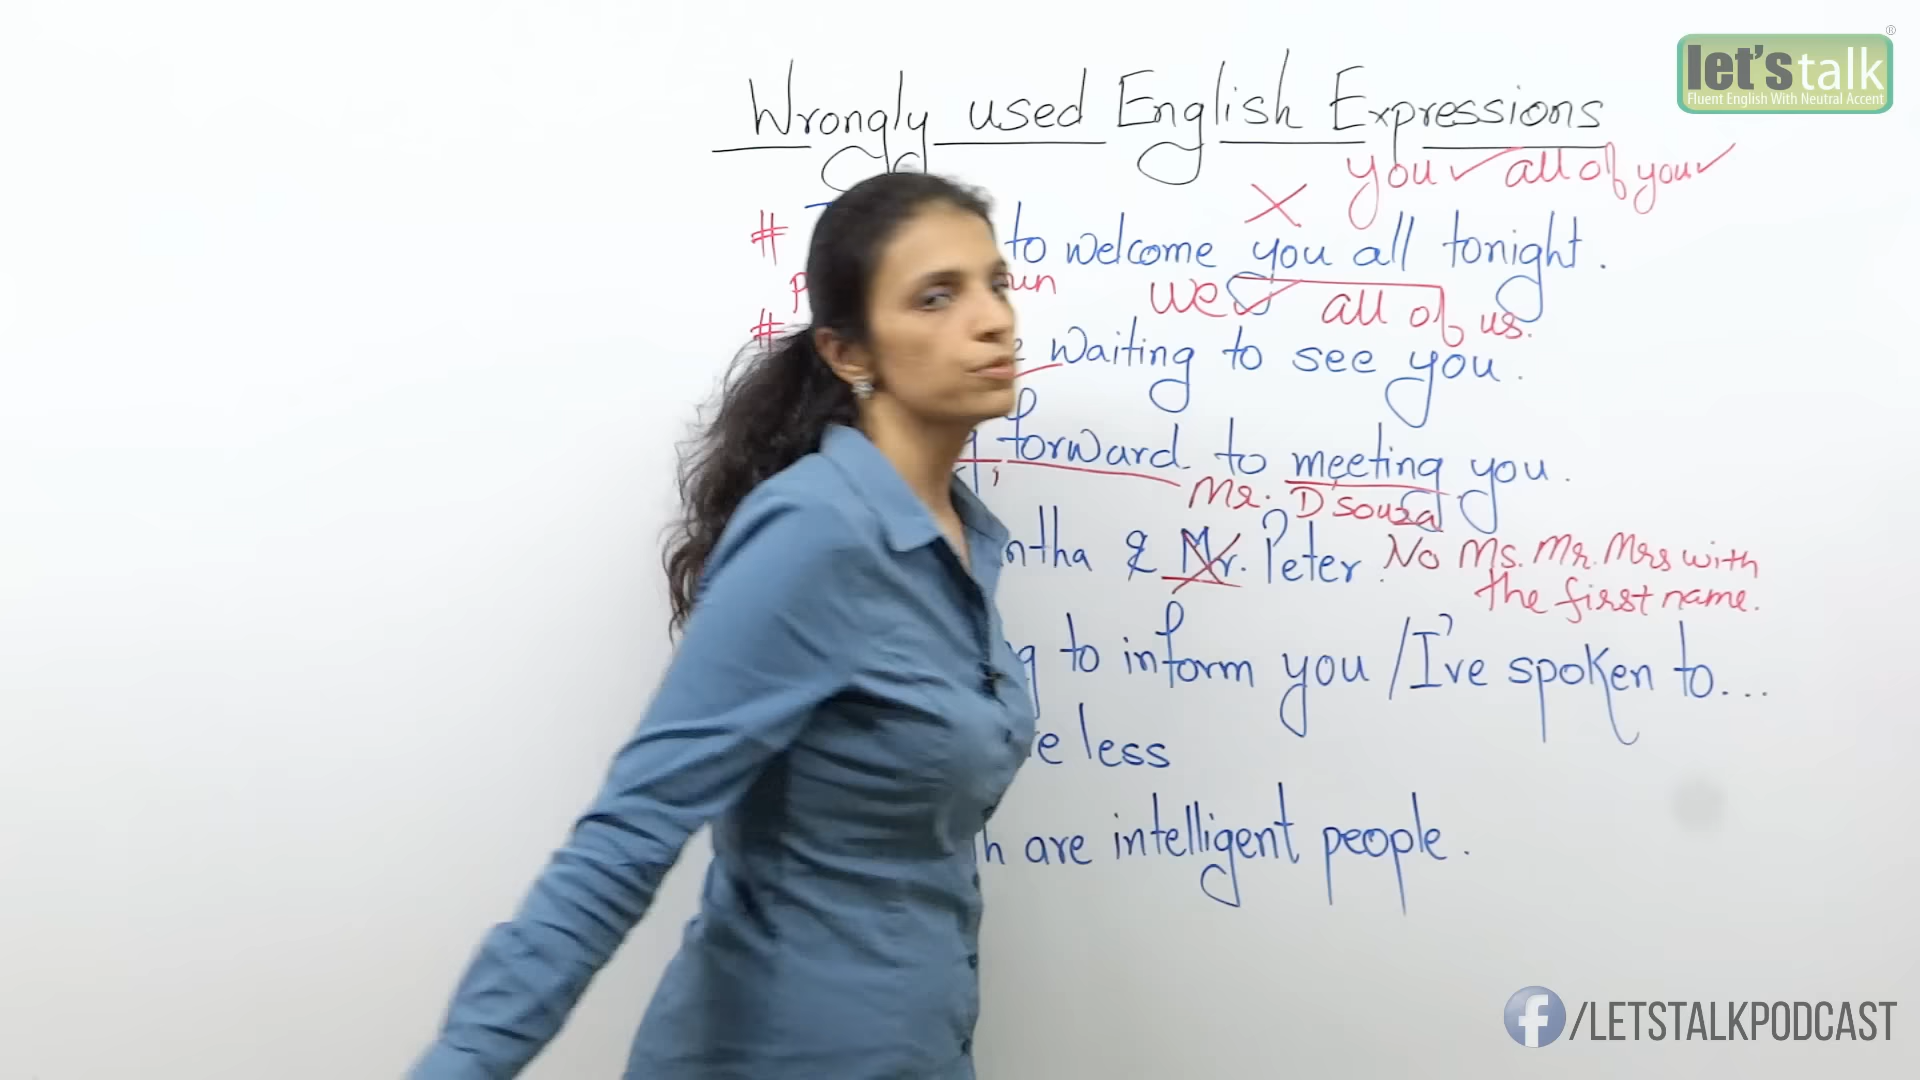 let's talk
Fluent English With Neutral Accent
Wrongly used English Expressions
you all of you
# to welcome you all tonight.
We all of us.
# waiting to see you.
forward to meeting you.
Mr. D'souza
& Mr. Peter. No Ms. Mr. Mrs with
the first name.
to inform you / I've spoken to...
less
are intelligent people.
/LETSTALKPODCAST